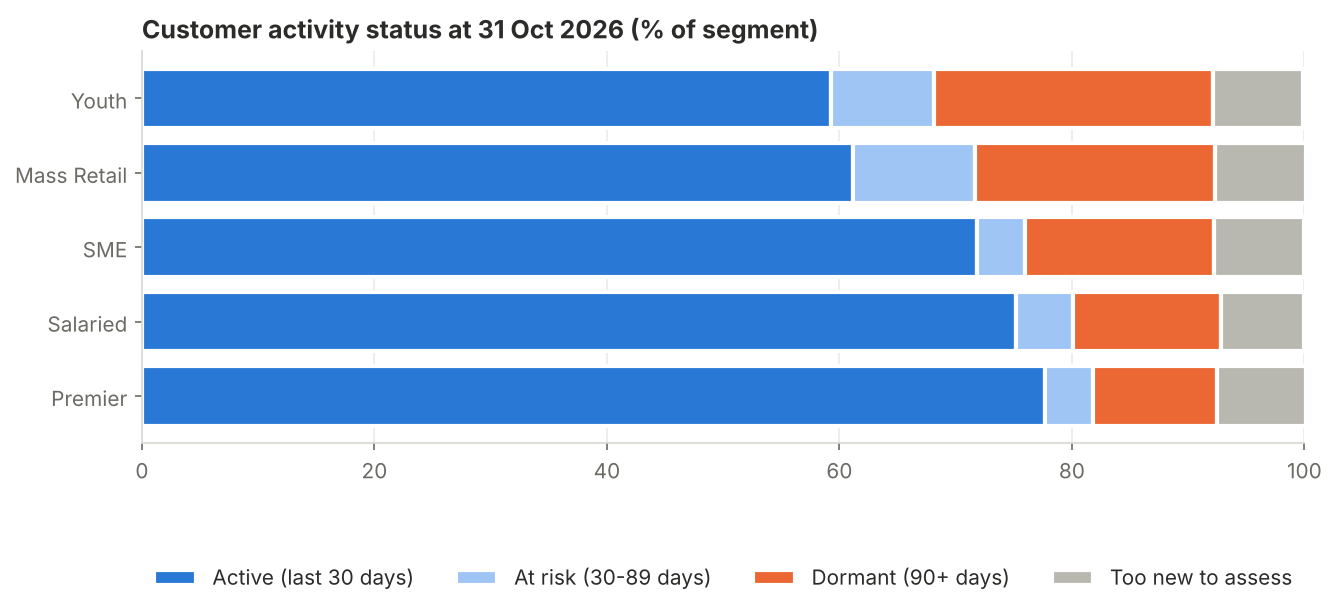 Customer activity status at 31 Oct 2026 (% of segment)
Youth
Mass Retail
SME
Salaried
Premier
0 20 40 60 80 100
Active (last 30 days) At risk (30-89 days) Dormant (90+ days) Too new to assess